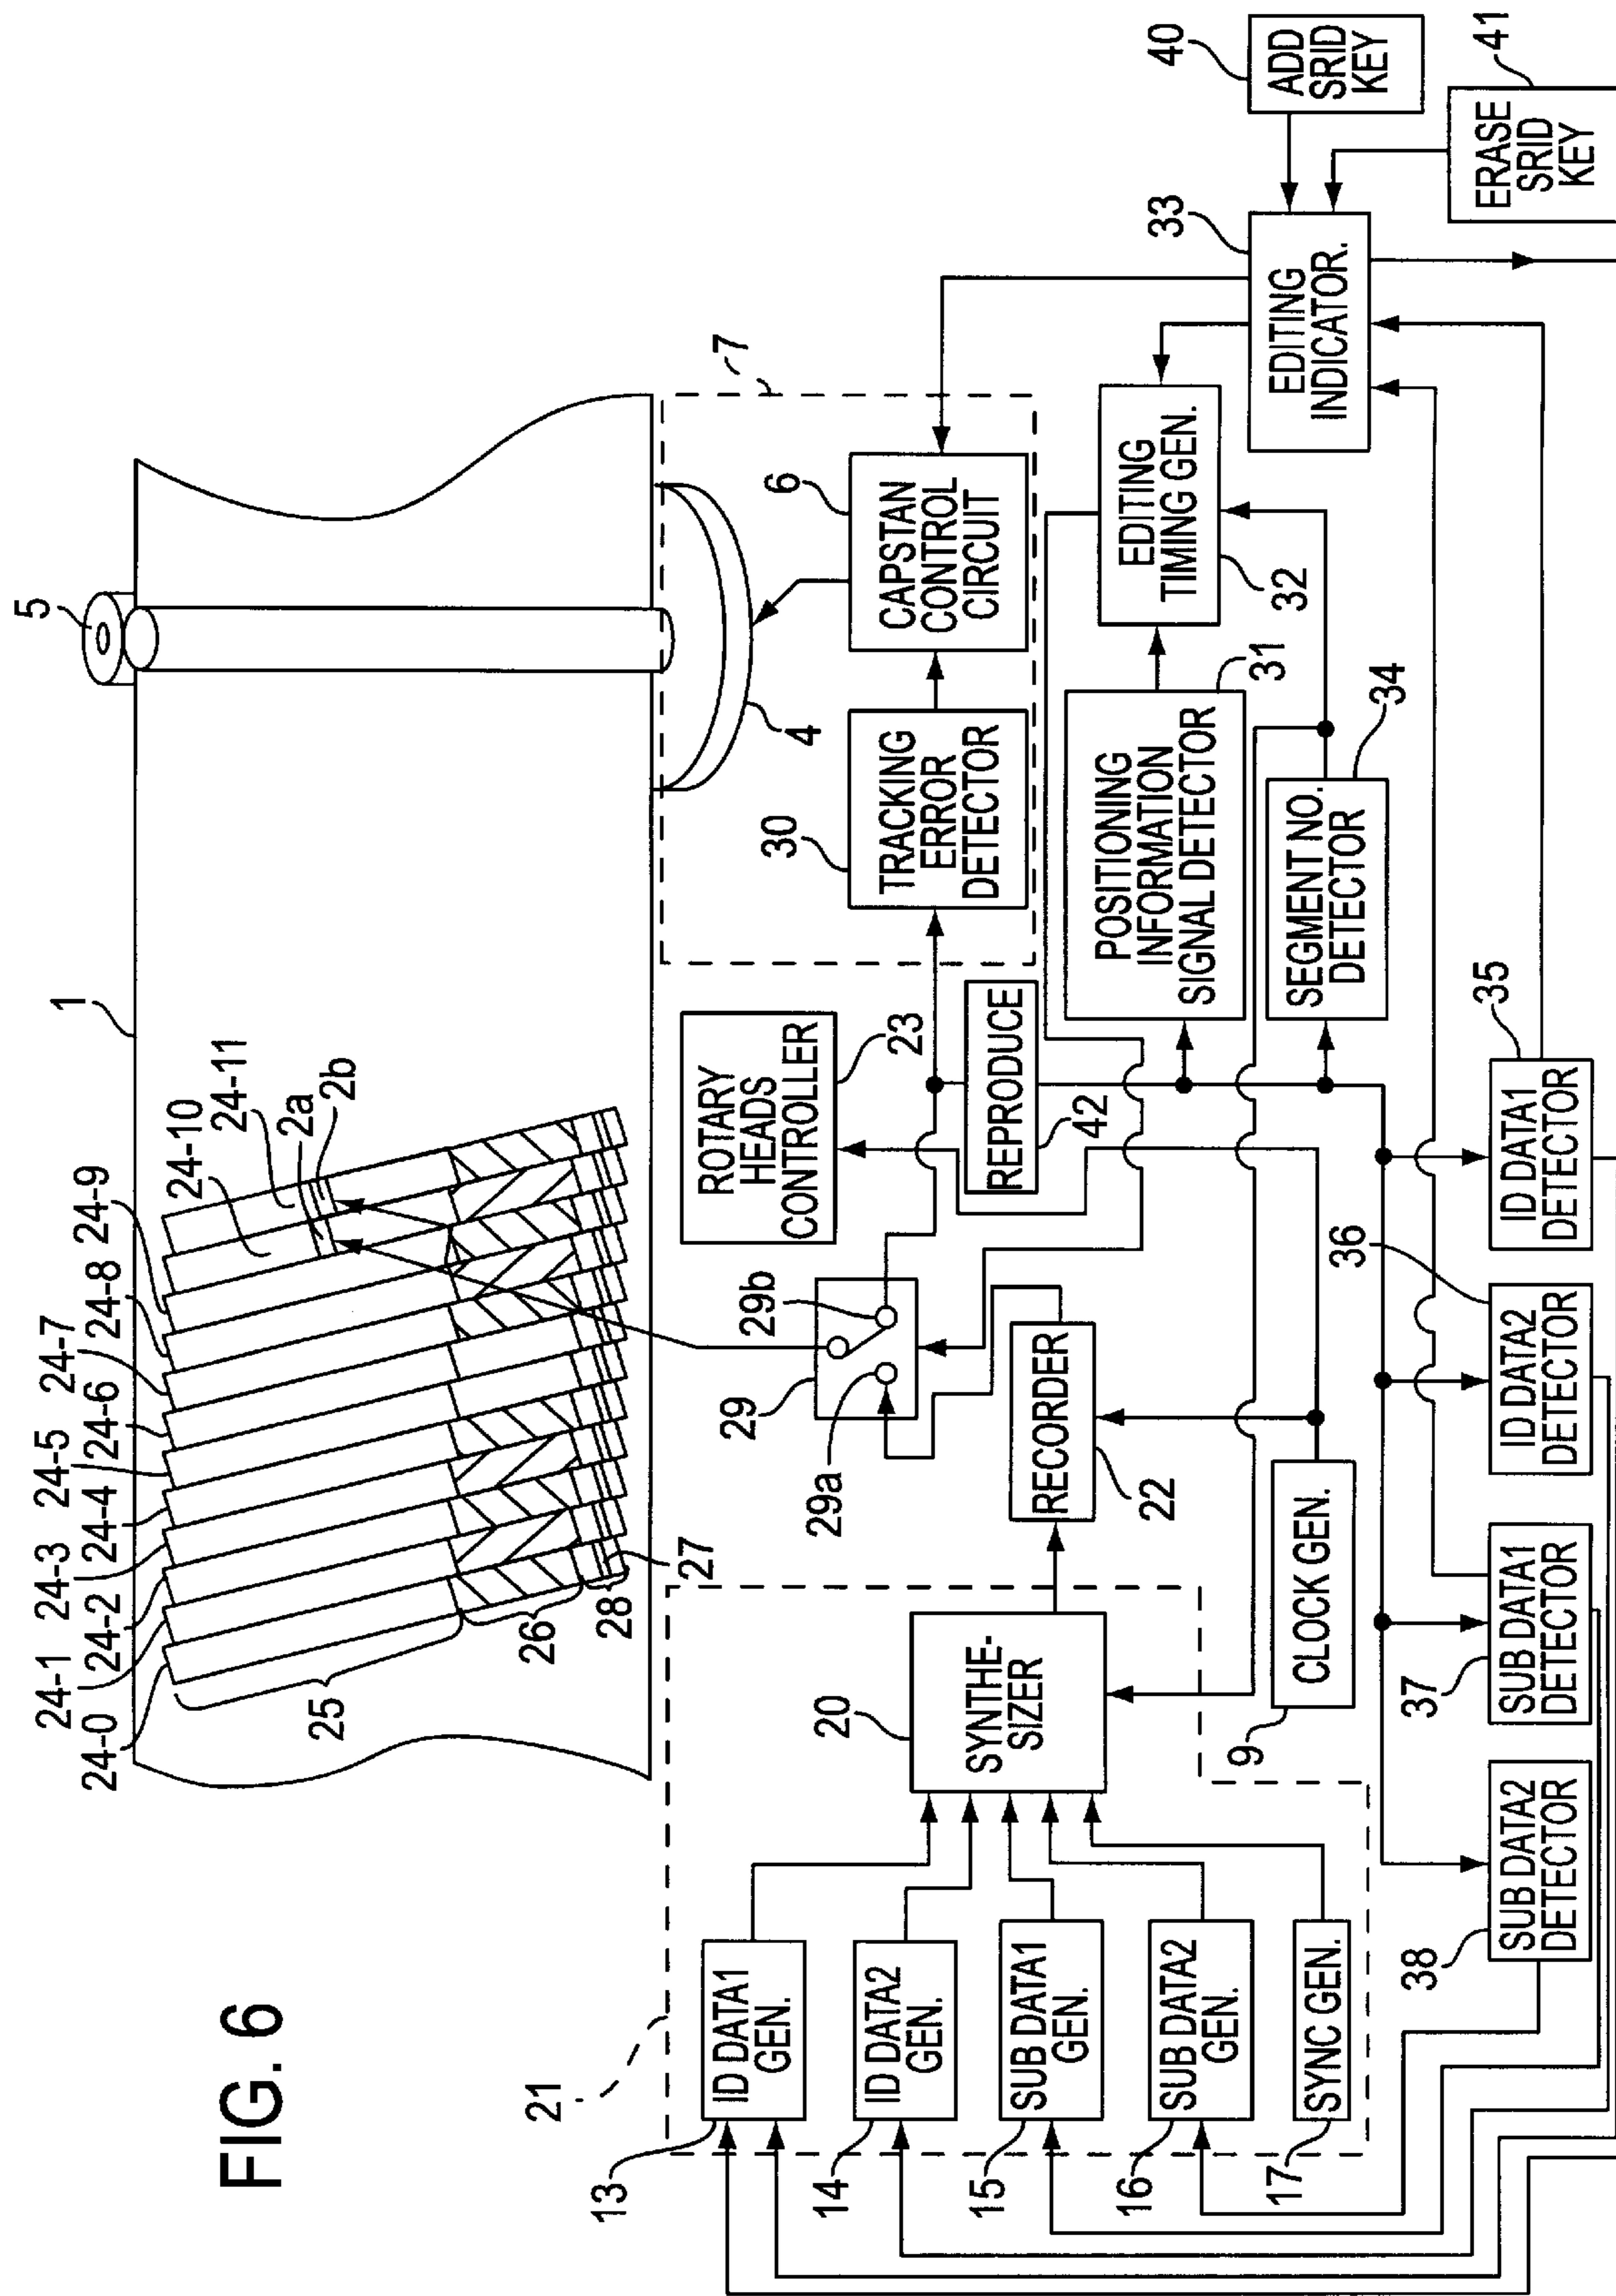 FIG. 6
1
5
24-0
24-1
24-2
24-3
24-4
24-5
24-6
24-7
24-8
24-9
24-10
24-11
2a
2b
25
26
27
28
4
7
21
13
ID DATA1
GEN.
14
ID DATA2
GEN.
15
SUB DATA1
GEN.
16
SUB DATA2
GEN.
17
SYNC GEN.
20
SYNTHE-
SIZER
22
RECORDER
9
CLOCK GEN.
29
29a
29b
ROTARY
HEADS
CONTROLLER
23
REPRODUCE
42
30
TRACKING
ERROR
DETECTOR
6
CAPSTAN
CONTROL
CIRCUIT
POSITIONING
INFORMATION
SIGNAL DETECTOR
31
EDITING
TIMING GEN.
32
SEGMENT NO.
DETECTOR
34
33
EDITING
INDICATOR.
40
ADD
SRID
KEY
41
ERASE
SRID
KEY
38
SUB DATA2
DETECTOR
37
SUB DATA1
DETECTOR
36
ID DATA2
DETECTOR
35
ID DATA1
DETECTOR